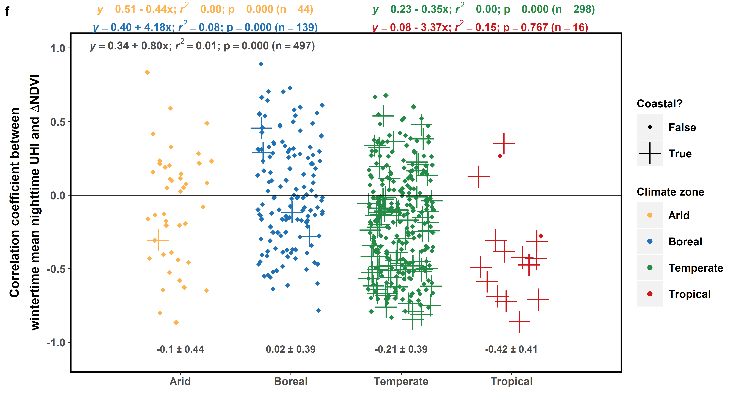 f
y = 0.51 - 0.44x; r² = 0.00; p = 0.000 (n = 44)
y = 0.23 - 0.35x; r² = 0.00; p = 0.000 (n = 298)
y = 0.40 + 4.18x; r² = 0.08; p = 0.000 (n = 139)
y = 0.08 - 3.37x; r² = 0.15; p = 0.767 (n = 16)
y = 0.34 + 0.80x; r² = 0.01; p = 0.000 (n = 497)
Correlation coefficient between
wintertime mean nighttime UHI and ΔNDVI
1.0
0.5
0.0
-0.5
-1.0
-0.1 ± 0.44
0.02 ± 0.39
-0.21 ± 0.39
-0.42 ± 0.41
Arid
Boreal
Temperate
Tropical
Coastal?
False
True
Climate zone
Arid
Boreal
Temperate
Tropical